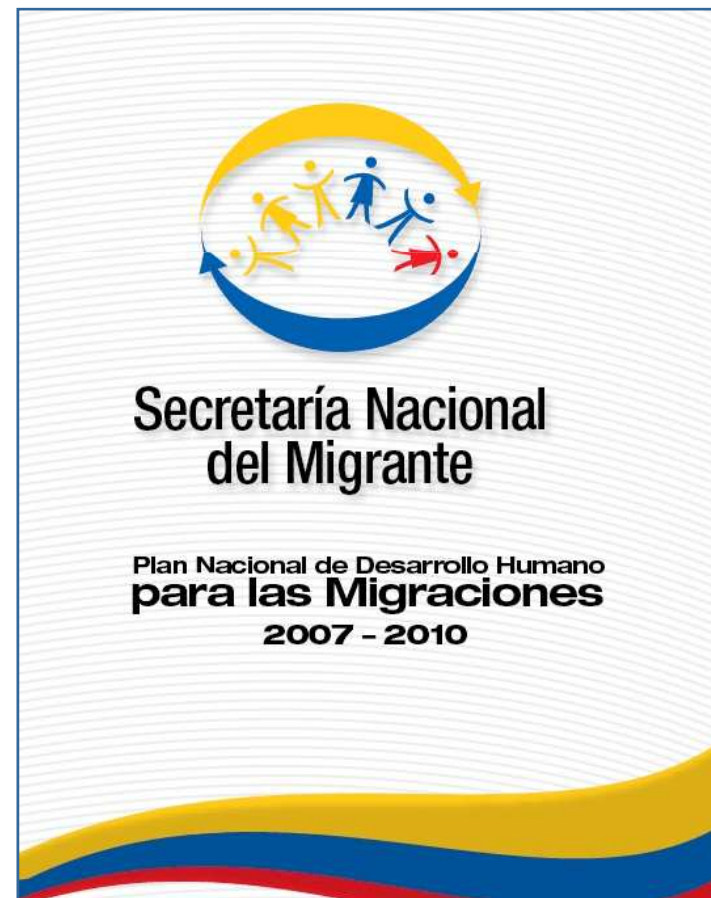 Secretaría Nacional
del Migrante
Plan Nacional de Desarrollo Humano
para las Migraciones
2007 - 2010